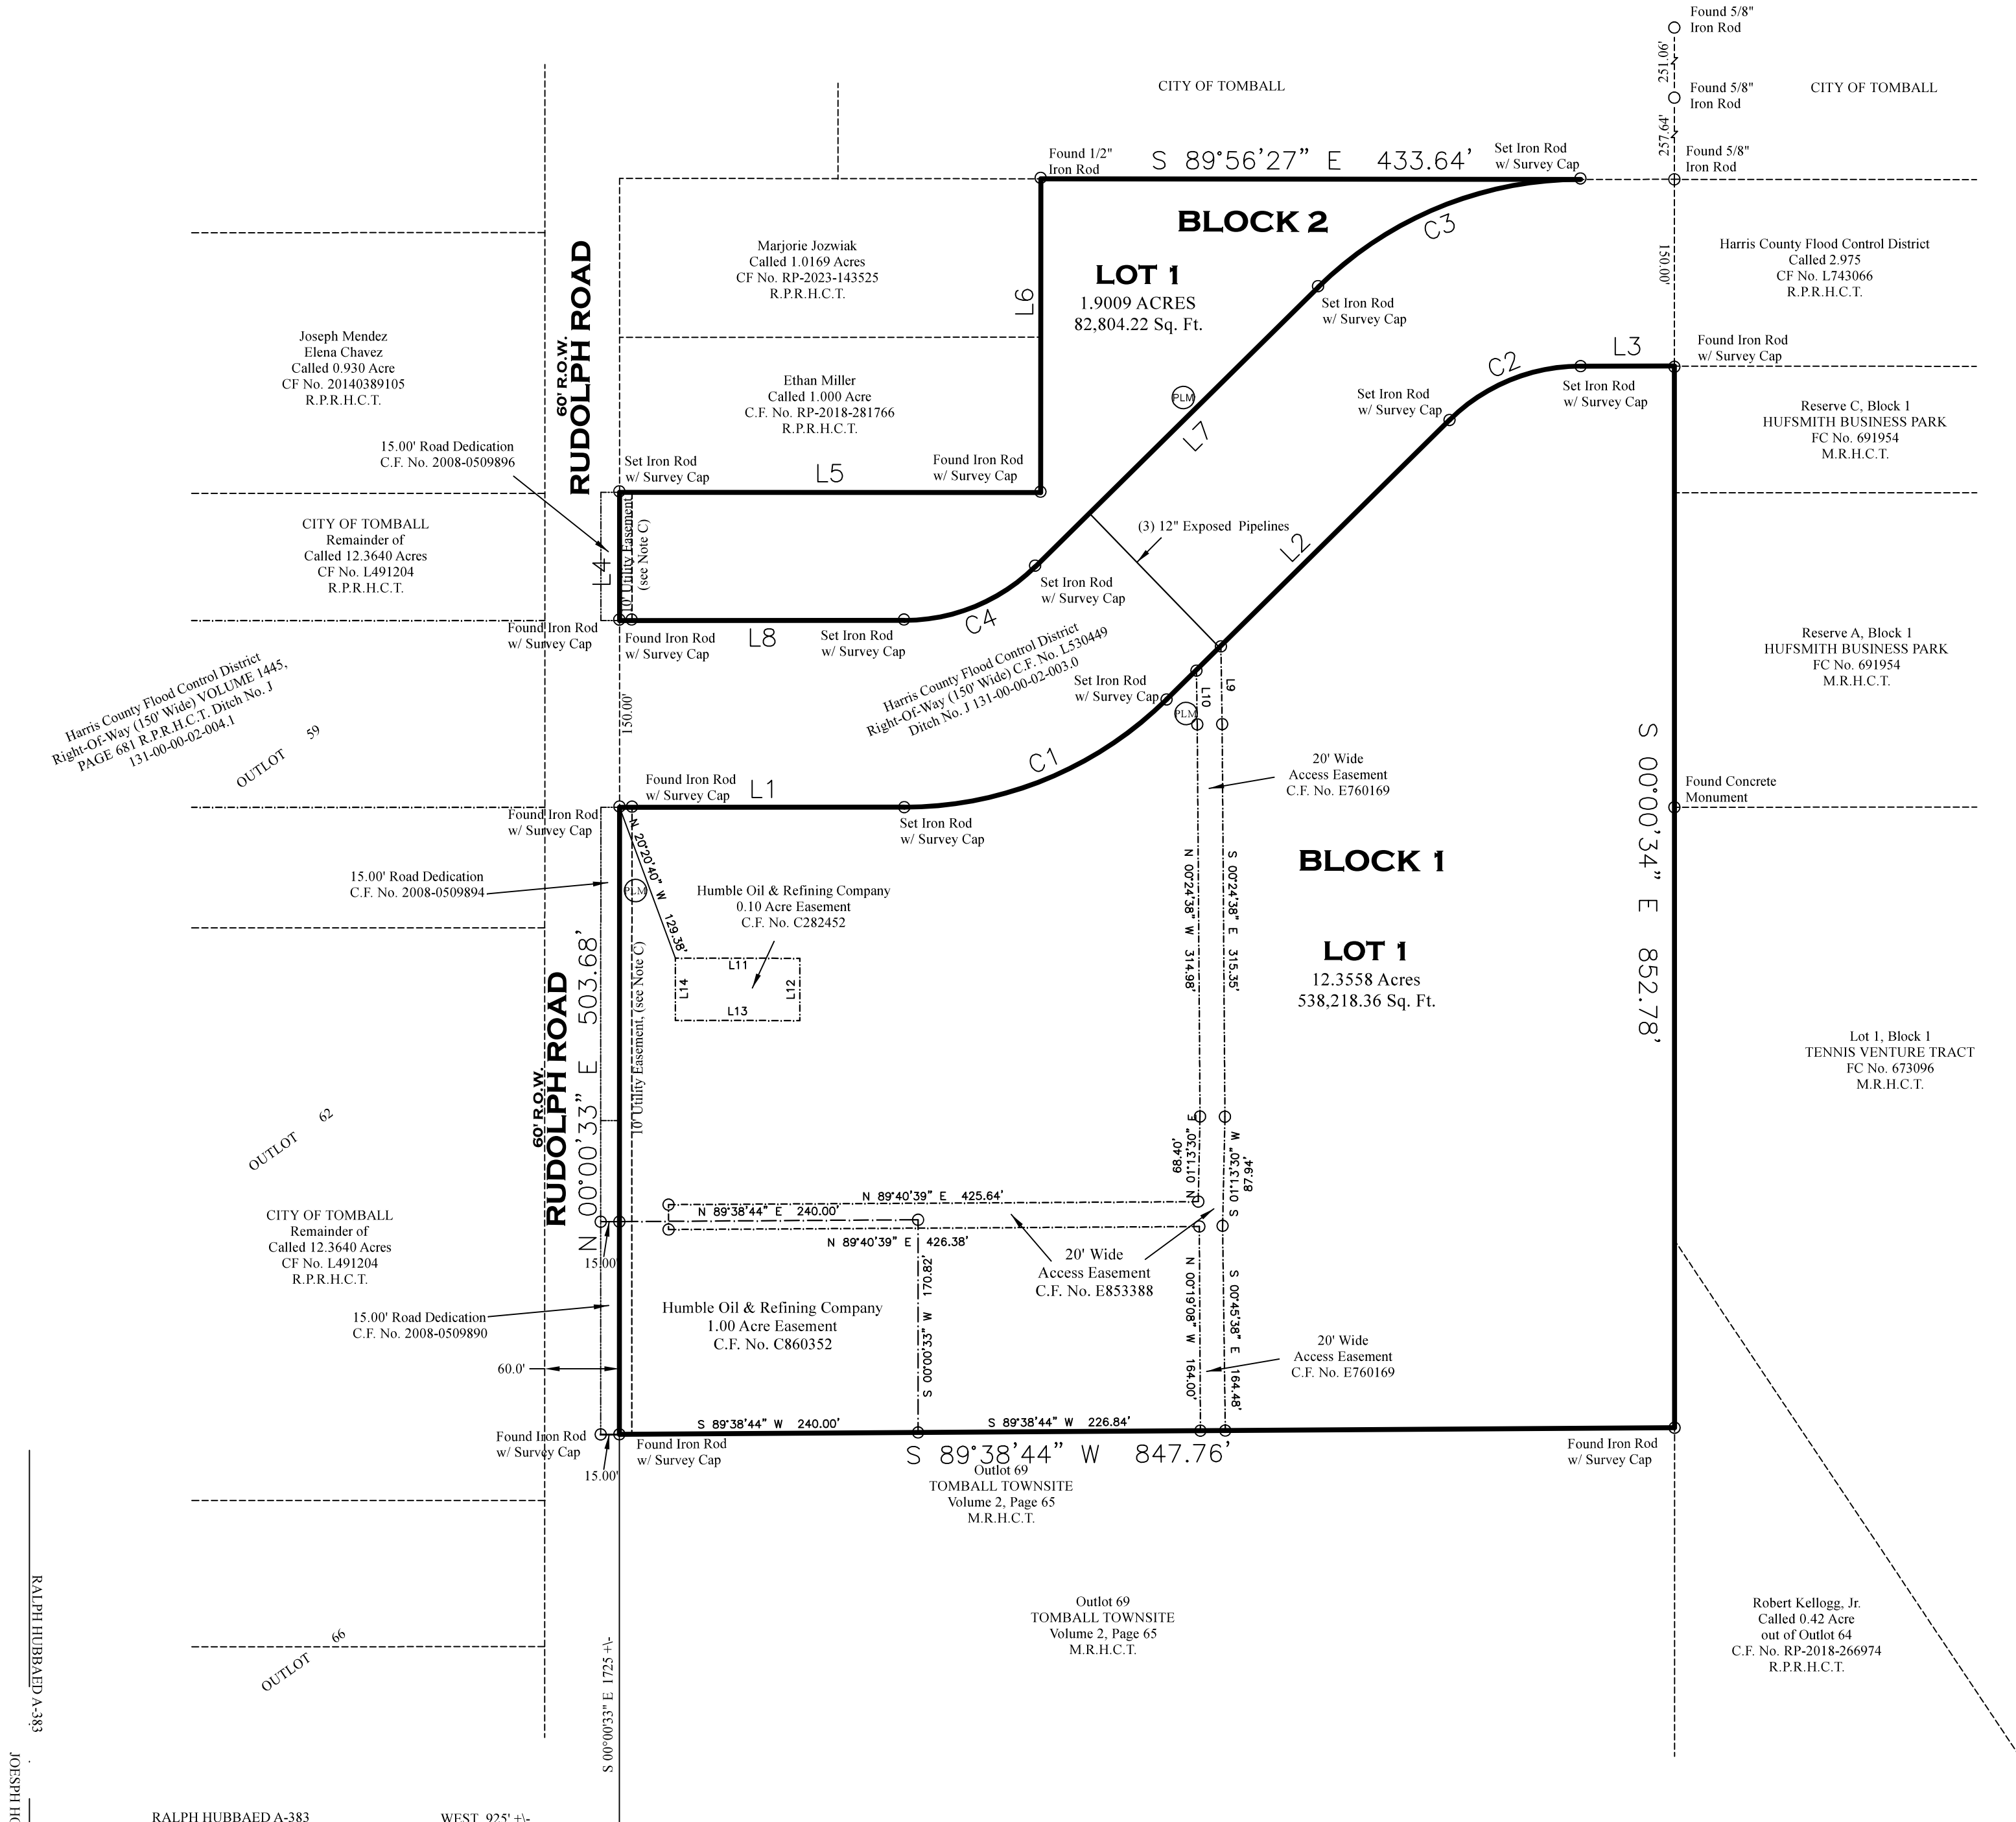 Found 5/8"
Iron Rod
251.06'
CITY OF TOMBALL
Found 5/8"
Iron Rod
CITY OF TOMBALL
257.64'
Found 1/2"
Iron Rod
S 89°56'27" E 433.64'
Set Iron Rod
w/ Survey Cap
Found 5/8"
Iron Rod
BLOCK 2
C3
LOT 1
1.9009 ACRES
82,804.22 Sq. Ft.
L6
150.00'
Harris County Flood Control District
Called 2.975
CF No. L743066
R.P.R.H.C.T.
Marjorie Jozwiak
Called 1.0169 Acres
CF No. RP-2023-143525
R.P.R.H.C.T.
60' R.O.W.
RUDOLPH ROAD
Set Iron Rod
w/ Survey Cap
Joseph Mendez
Elena Chavez
Called 0.930 Acre
CF No. 20140389105
R.P.R.H.C.T.
Ethan Miller
Called 1.000 Acre
C.F. No. RP-2018-281766
R.P.R.H.C.T.
C2
L3
Found Iron Rod
w/ Survey Cap
Set Iron Rod
w/ Survey Cap
Set Iron Rod
w/ Survey Cap
PLM
L7
Reserve C, Block 1
HUFSMITH BUSINESS PARK
FC No. 691954
M.R.H.C.T.
15.00' Road Dedication
C.F. No. 2008-0509896
Set Iron Rod
w/ Survey Cap
L5
Found Iron Rod
w/ Survey Cap
CITY OF TOMBALL
Remainder of
Called 12.3640 Acres
CF No. L491204
R.P.R.H.C.T.
L4
10' Utility Easement
(see Note C)
(3) 12" Exposed Pipelines
L2
Set Iron Rod
w/ Survey Cap
Found Iron Rod
w/ Survey Cap
Found Iron Rod
w/ Survey Cap
L8
Set Iron Rod
w/ Survey Cap
C4
Harris County Flood Control District
Right-Of-Way (150' Wide) C.F. No. L530449
Ditch No. J 131-00-00-02-003.0
Reserve A, Block 1
HUFSMITH BUSINESS PARK
FC No. 691954
M.R.H.C.T.
Harris County Flood Control District
Right-Of-Way (150' Wide) VOLUME 1445,
PAGE 681 R.P.R.H.C.T. Ditch No. J
131-00-00-02-004.1
OUTLOT 59
150.00'
Set Iron Rod
w/ Survey Cap
PLM
L10
L9
C1
20' Wide
Access Easement
C.F. No. E760169
S 00°00'34" E 852.78'
Found Concrete
Monument
Found Iron Rod
w/ Survey Cap
L1
Found Iron Rod
w/ Survey Cap
Set Iron Rod
w/ Survey Cap
N 20°20'40" W 129.38'
15.00' Road Dedication
C.F. No. 2008-0509894
PLM
Humble Oil & Refining Company
0.10 Acre Easement
C.F. No. C282452
BLOCK 1
N 00°24'38" W 314.98'
S 00°24'38" E 315.35'
LOT 1
12.3558 Acres
538,218.36 Sq. Ft.
L11
L12
L14
L13
10' Utility Easement, (see Note C)
N 00°00'33" E 503.68'
60' R.O.W.
RUDOLPH ROAD
Lot 1, Block 1
TENNIS VENTURE TRACT
FC No. 673096
M.R.H.C.T.
OUTLOT 62
N 01°13'30" E
68.40'
S 01°13'30" W
87.94'
N 89°40'39" E 425.64'
N 89°38'44" E 240.00'
N 89°40'39" E 426.38'
CITY OF TOMBALL
Remainder of
Called 12.3640 Acres
CF No. L491204
R.P.R.H.C.T.
15.00'
20' Wide
Access Easement
C.F. No. E853388
S 00°00'33" W 170.82'
N 00°19'08" W 164.00'
S 00°45'38" E 164.48'
15.00' Road Dedication
C.F. No. 2008-0509890
Humble Oil & Refining Company
1.00 Acre Easement
C.F. No. C860352
20' Wide
Access Easement
C.F. No. E760169
60.0'
S 89°38'44" W 240.00'
S 89°38'44" W 226.84'
Found Iron Rod
w/ Survey Cap
Found Iron Rod
w/ Survey Cap
S 89°38'44" W 847.76'
Found Iron Rod
w/ Survey Cap
15.00'
Outlot 69
TOMBALL TOWNSITE
Volume 2, Page 65
M.R.H.C.T.
RALPH HUBBAED A-383
OUTLOT 66
S 00°00'33" E 1725 +\-
Outlot 69
TOMBALL TOWNSITE
Volume 2, Page 65
M.R.H.C.T.
Robert Kellogg, Jr.
Called 0.42 Acre
out of Outlot 64
C.F. No. RP-2018-266974
R.P.R.H.C.T.
JOESPH
RALPH HUBBAED A-383
WEST 925' +\-